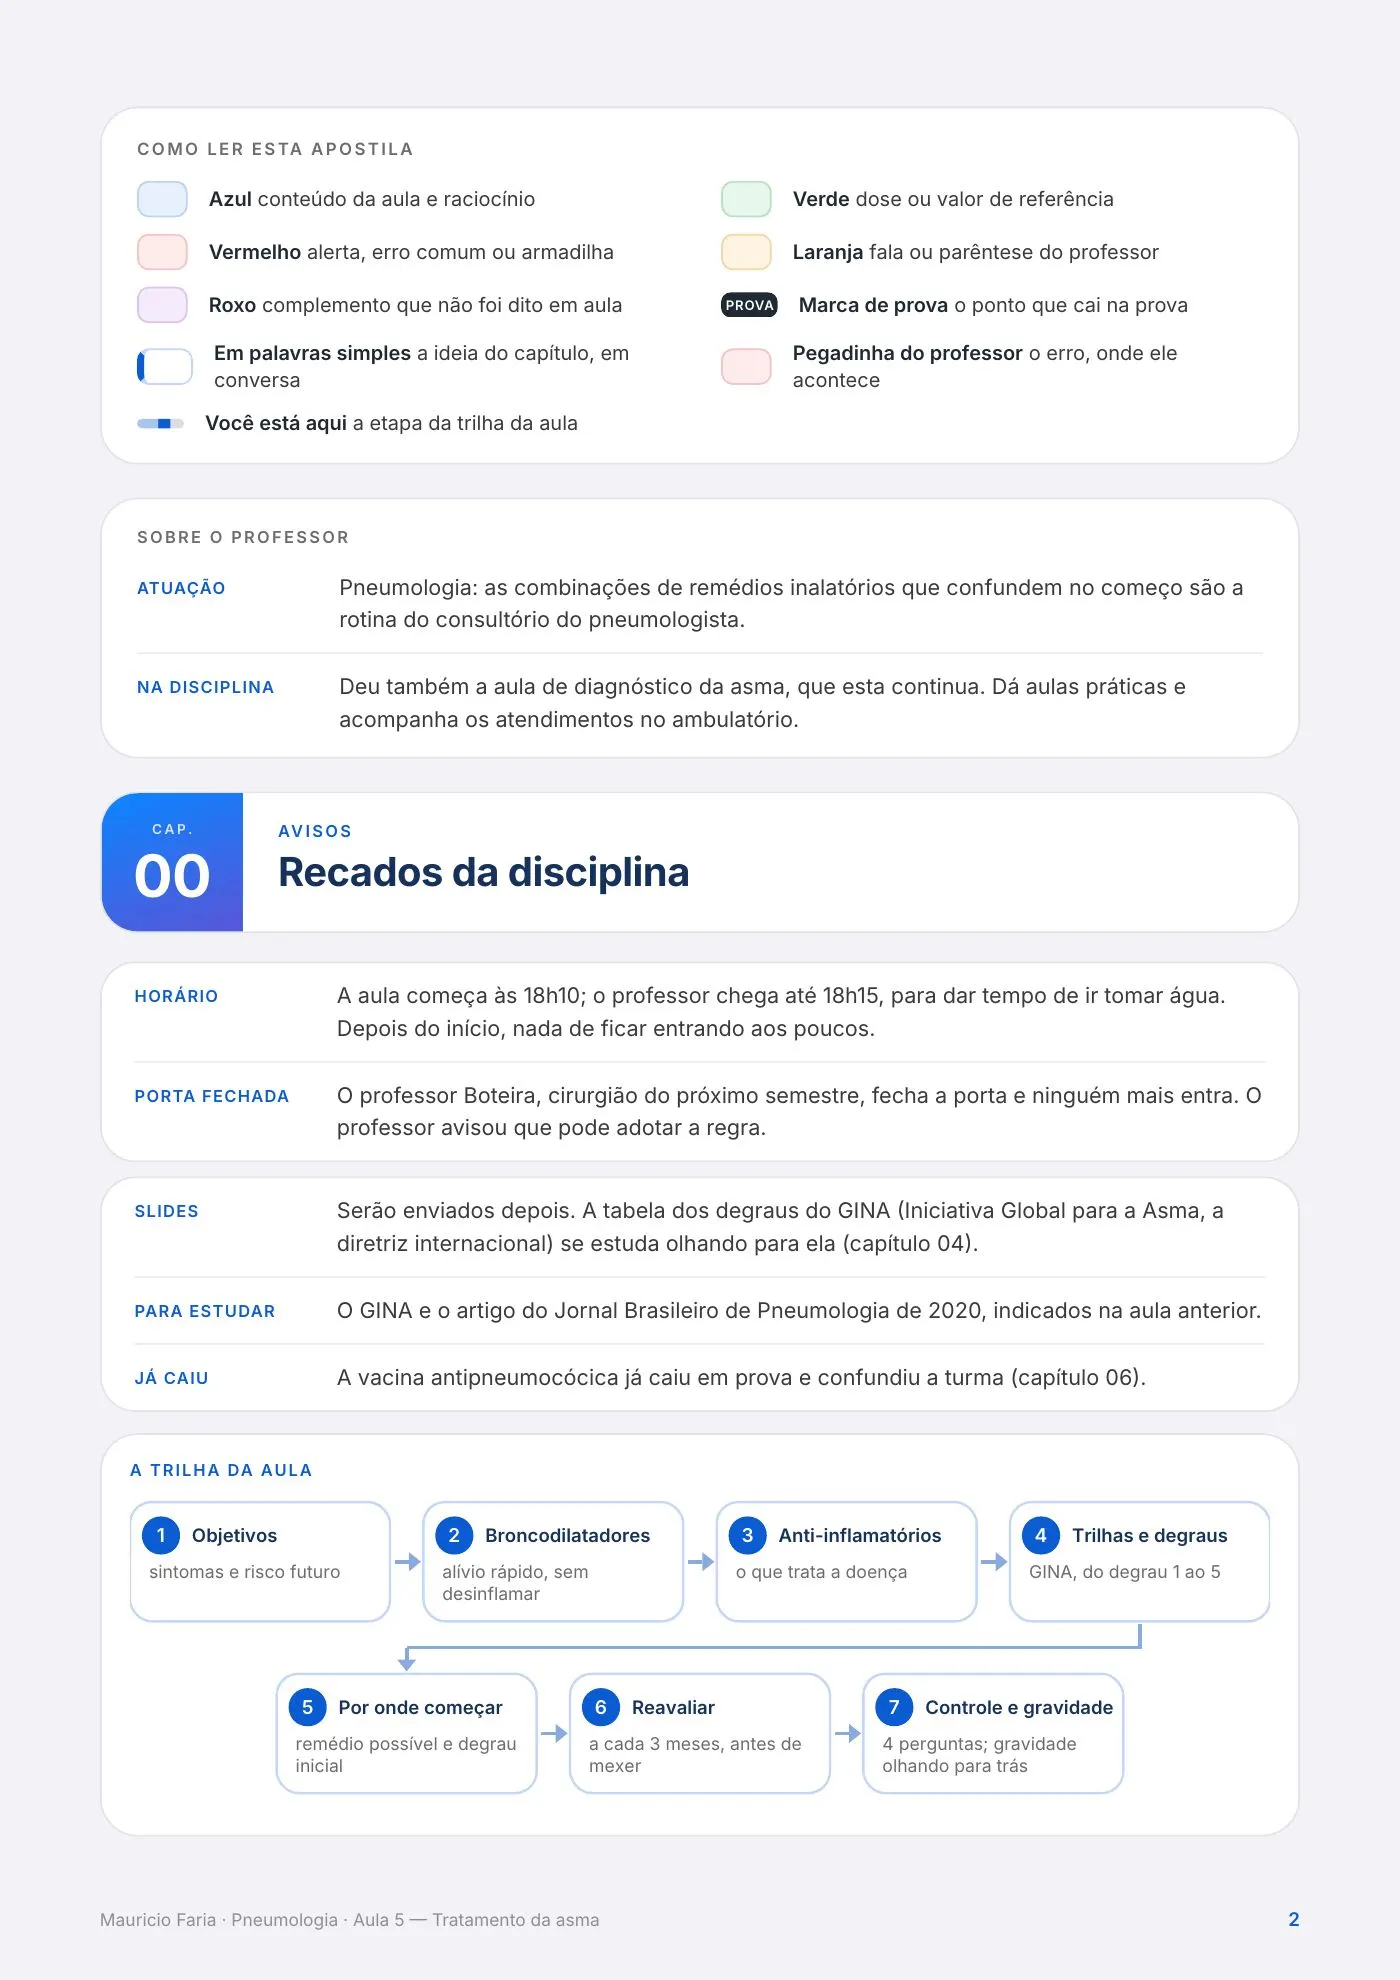 COMO LER ESTA APOSTILA
Azul conteúdo da aula e raciocínio
Verde dose ou valor de referência
Vermelho alerta, erro comum ou armadilha
Laranja fala ou parêntese do professor
Roxo complemento que não foi dito em aula
PROVA Marca de prova o ponto que cai na prova
Em palavras simples a ideia do capítulo, em
conversa
Pegadinha do professor o erro, onde ele
acontece
Você está aqui a etapa da trilha da aula
SOBRE O PROFESSOR
ATUAÇÃO
Pneumologia: as combinações de remédios inalatórios que confundem no começo são a
rotina do consultório do pneumologista.
NA DISCIPLINA
Deu também a aula de diagnóstico da asma, que esta continua. Dá aulas práticas e
acompanha os atendimentos no ambulatório.
CAP.
00
AVISOS
Recados da disciplina
HORÁRIO
A aula começa às 18h10; o professor chega até 18h15, para dar tempo de ir tomar água.
Depois do início, nada de ficar entrando aos poucos.
PORTA FECHADA
O professor Boteira, cirurgião do próximo semestre, fecha a porta e ninguém mais entra. O
professor avisou que pode adotar a regra.
SLIDES
Serão enviados depois. A tabela dos degraus do GINA (Iniciativa Global para a Asma, a
diretriz internacional) se estuda olhando para ela (capítulo 04).
PARA ESTUDAR
O GINA e o artigo do Jornal Brasileiro de Pneumologia de 2020, indicados na aula anterior.
JÁ CAIU
A vacina antipneumocócica já caiu em prova e confundiu a turma (capítulo 06).
A TRILHA DA AULA
1 Objetivos
sintomas e risco futuro
2 Broncodilatadores
alívio rápido, sem
desinflamar
3 Anti-inflamatórios
o que trata a doença
4 Trilhas e degraus
GINA, do degrau 1 ao 5
5 Por onde começar
remédio possível e degrau
inicial
6 Reavaliar
a cada 3 meses, antes de
mexer
7 Controle e gravidade
4 perguntas; gravidade
olhando para trás
Mauricio Faria · Pneumologia · Aula 5 — Tratamento da asma
2